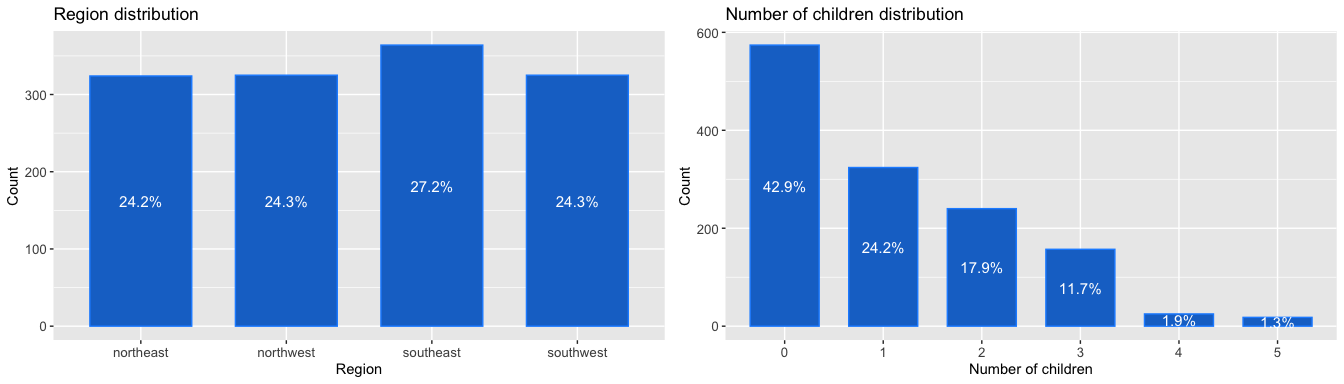 Region distribution
Count
300
200
100
0
24.2%
24.3%
27.2%
24.3%
northeast
northwest
southeast
southwest
Region
Number of children distribution
Count
600
400
200
0
42.9%
24.2%
17.9%
11.7%
1.9%
1.3%
0
1
2
3
4
5
Number of children